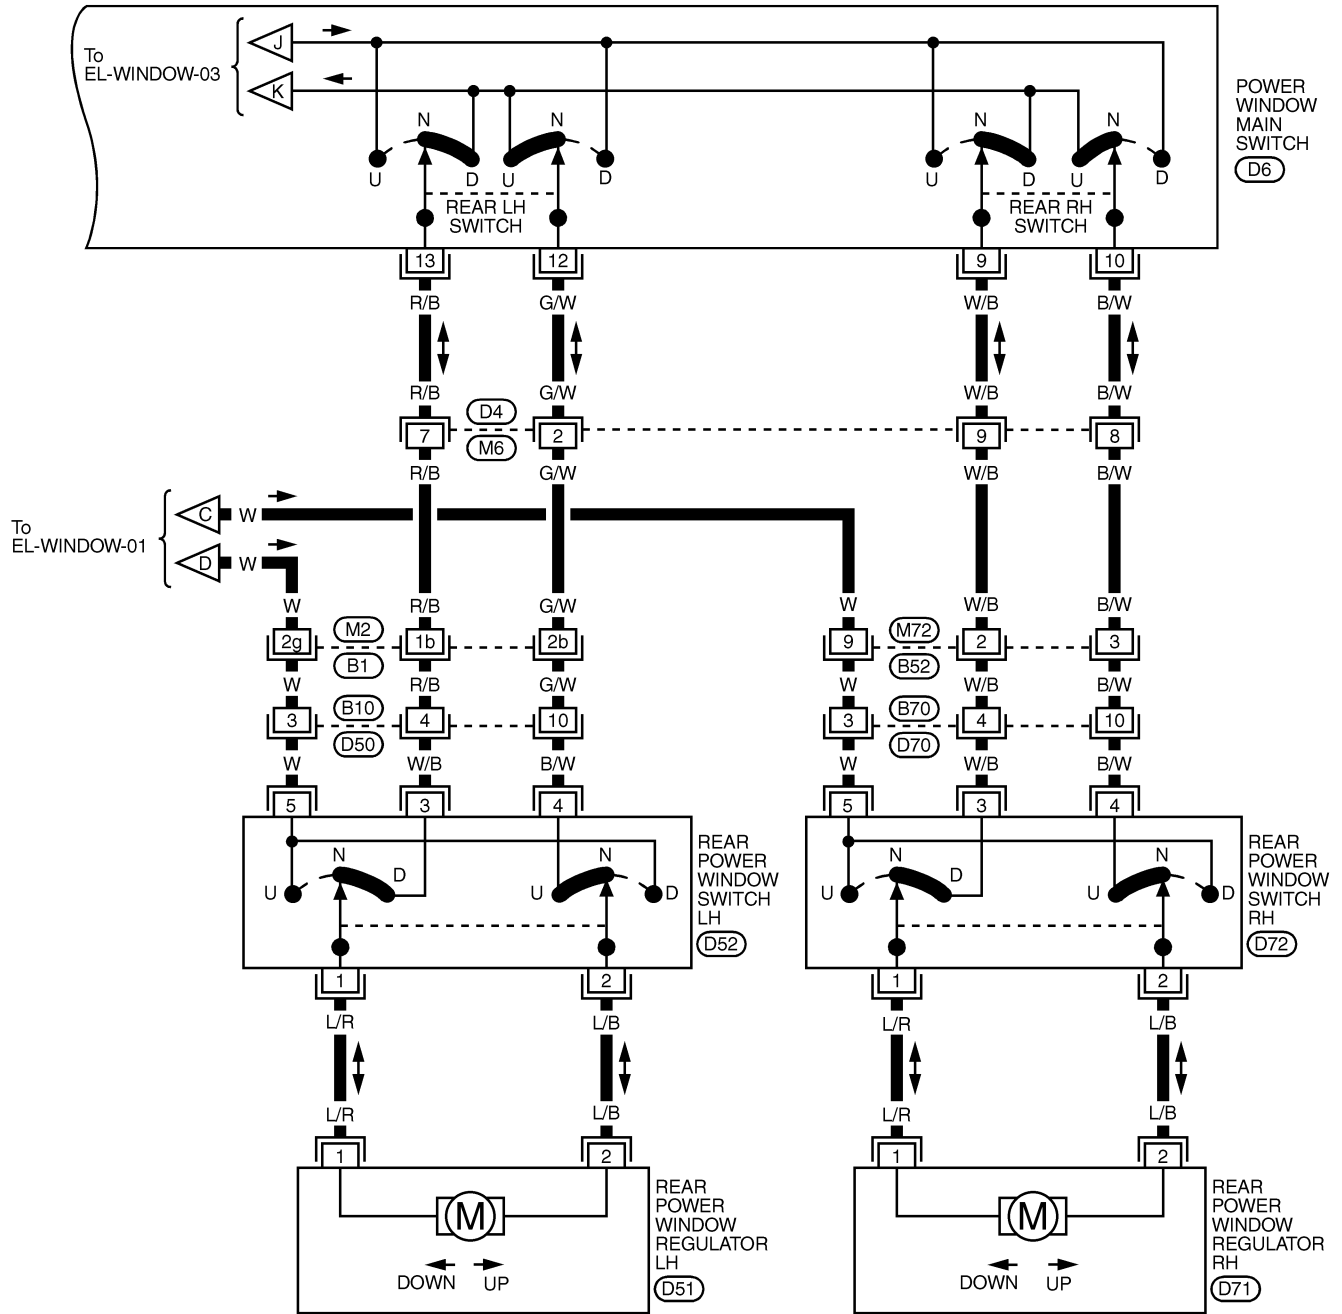 J
To
EL-WINDOW-03
K
POWER
WINDOW
MAIN
SWITCH
D6
N N N N
U D U D U D U D
REAR LH
SWITCH
REAR RH
SWITCH
13 12 9 10
R/B G/W W/B B/W
R/B G/W W/B B/W
D4
7 2 9 8
M6
R/B G/W W/B B/W
C W
To
EL-WINDOW-01
D W
W R/B G/W W W/B B/W
M2 M72
2g 1b 2b 9 2 3
B1 B52
W R/B G/W W W/B B/W
B10 B70
3 4 10 3 4 10
D50 D70
W W/B B/W W W/B B/W
5 3 4 5 3 4
N N N N
U D U D U D U D
REAR
POWER
WINDOW
SWITCH
LH
D52
REAR
POWER
WINDOW
SWITCH
RH
D72
1 2 1 2
L/R L/B L/R L/B
L/R L/B L/R L/B
1 2 1 2
M M
DOWN UP DOWN UP
REAR
POWER
WINDOW
REGULATOR
LH
D51
REAR
POWER
WINDOW
REGULATOR
RH
D71